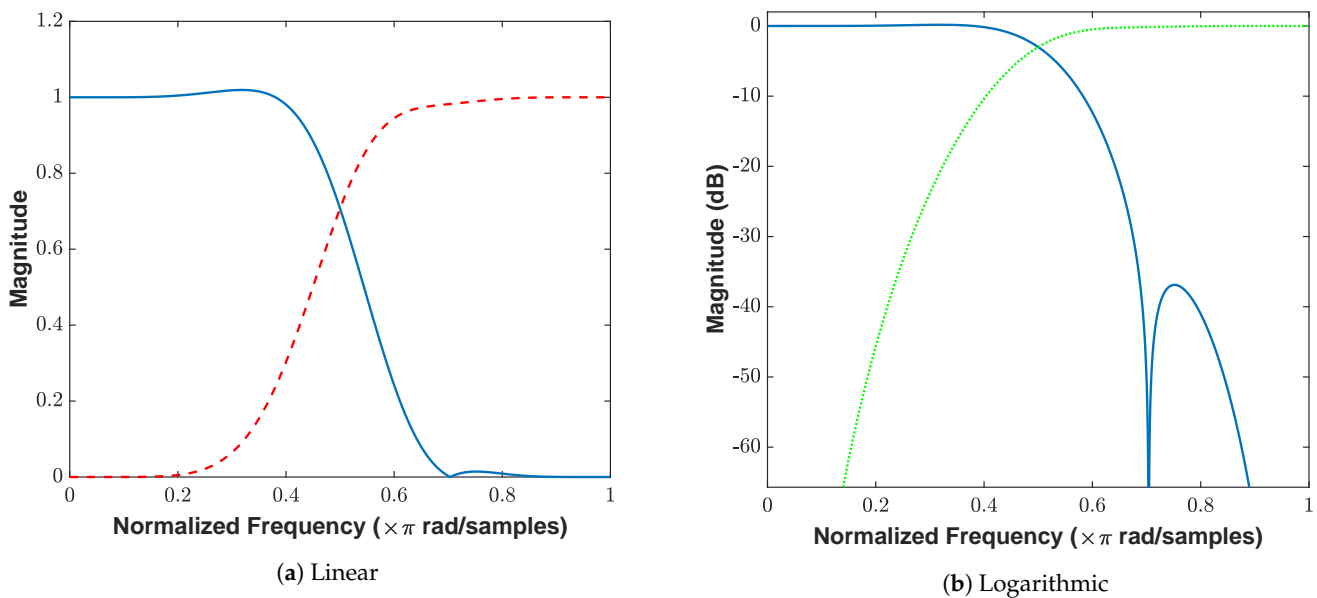 1.2
1
0.8
0.6
0.4
0.2
0
Magnitude
0 0.2 0.4 0.6 0.8 1
Normalized Frequency (×π rad/samples)
(a) Linear
0
-10
-20
-30
-40
-50
-60
Magnitude (dB)
0 0.2 0.4 0.6 0.8 1
Normalized Frequency (×π rad/samples)
(b) Logarithmic